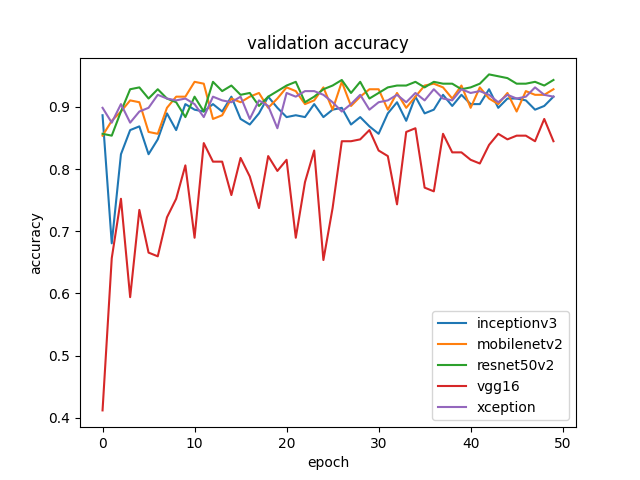 validation accuracy
accuracy
0.9
0.8
0.7
0.6
0.5
0.4
inceptionv3
mobilenetv2
resnet50v2
vgg16
xception
0 10 20 30 40 50
epoch